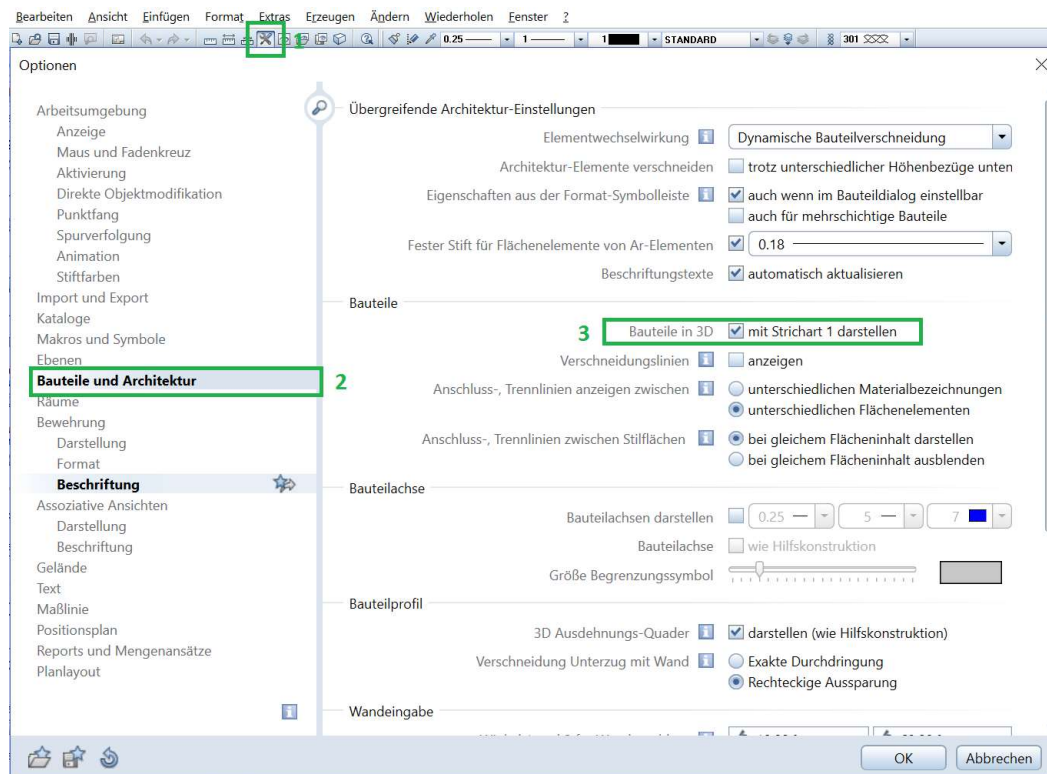 Bearbeiten Ansicht Einfügen Format Extras Erzeugen Ändern Wiederholen Fenster ?
1 0.25 1 1 STANDARD 301
Optionen
Arbeitsumgebung
Anzeige
Maus und Fadenkreuz
Aktivierung
Direkte Objektmodifikation
Punktfang
Spurverfolgung
Animation
Stiftfarben
Import und Export
Kataloge
Makros und Symbole
Ebenen
Bauteile und Architektur 2
Räume
Bewehrung
Darstellung
Format
Beschriftung
Assoziative Ansichten
Darstellung
Beschriftung
Gelände
Text
Maßlinie
Positionsplan
Reports und Mengenansätze
Planlayout
Übergreifende Architektur-Einstellungen
Elementwechselwirkung Dynamische Bauteilverschneidung
Architektur-Elemente verschneiden trotz unterschiedlicher Höhenbezüge unten
Eigenschaften aus der Format-Symbolleiste auch wenn im Bauteildialog einstellbar
auch für mehrschichtige Bauteile
Fester Stift für Flächenelemente von Ar-Elementen 0.18
Beschriftungstexte automatisch aktualisieren
Bauteile
3 Bauteile in 3D mit Strichart 1 darstellen
Verschneidungslinien anzeigen
Anschluss-, Trennlinien anzeigen zwischen unterschiedlichen Materialbezeichnungen
unterschiedlichen Flächenelementen
Anschluss-, Trennlinien zwischen Stilflächen bei gleichem Flächeninhalt darstellen
bei gleichem Flächeninhalt ausblenden
Bauteilachse
Bauteilachsen darstellen 0.25 5 7
Bauteilachse wie Hilfskonstruktion
Größe Begrenzungssymbol
Bauteilprofil
3D Ausdehnungs-Quader darstellen (wie Hilfskonstruktion)
Verschneidung Unterzug mit Wand Exakte Durchdringung
Rechteckige Aussparung
Wandeingabe
OK Abbrechen